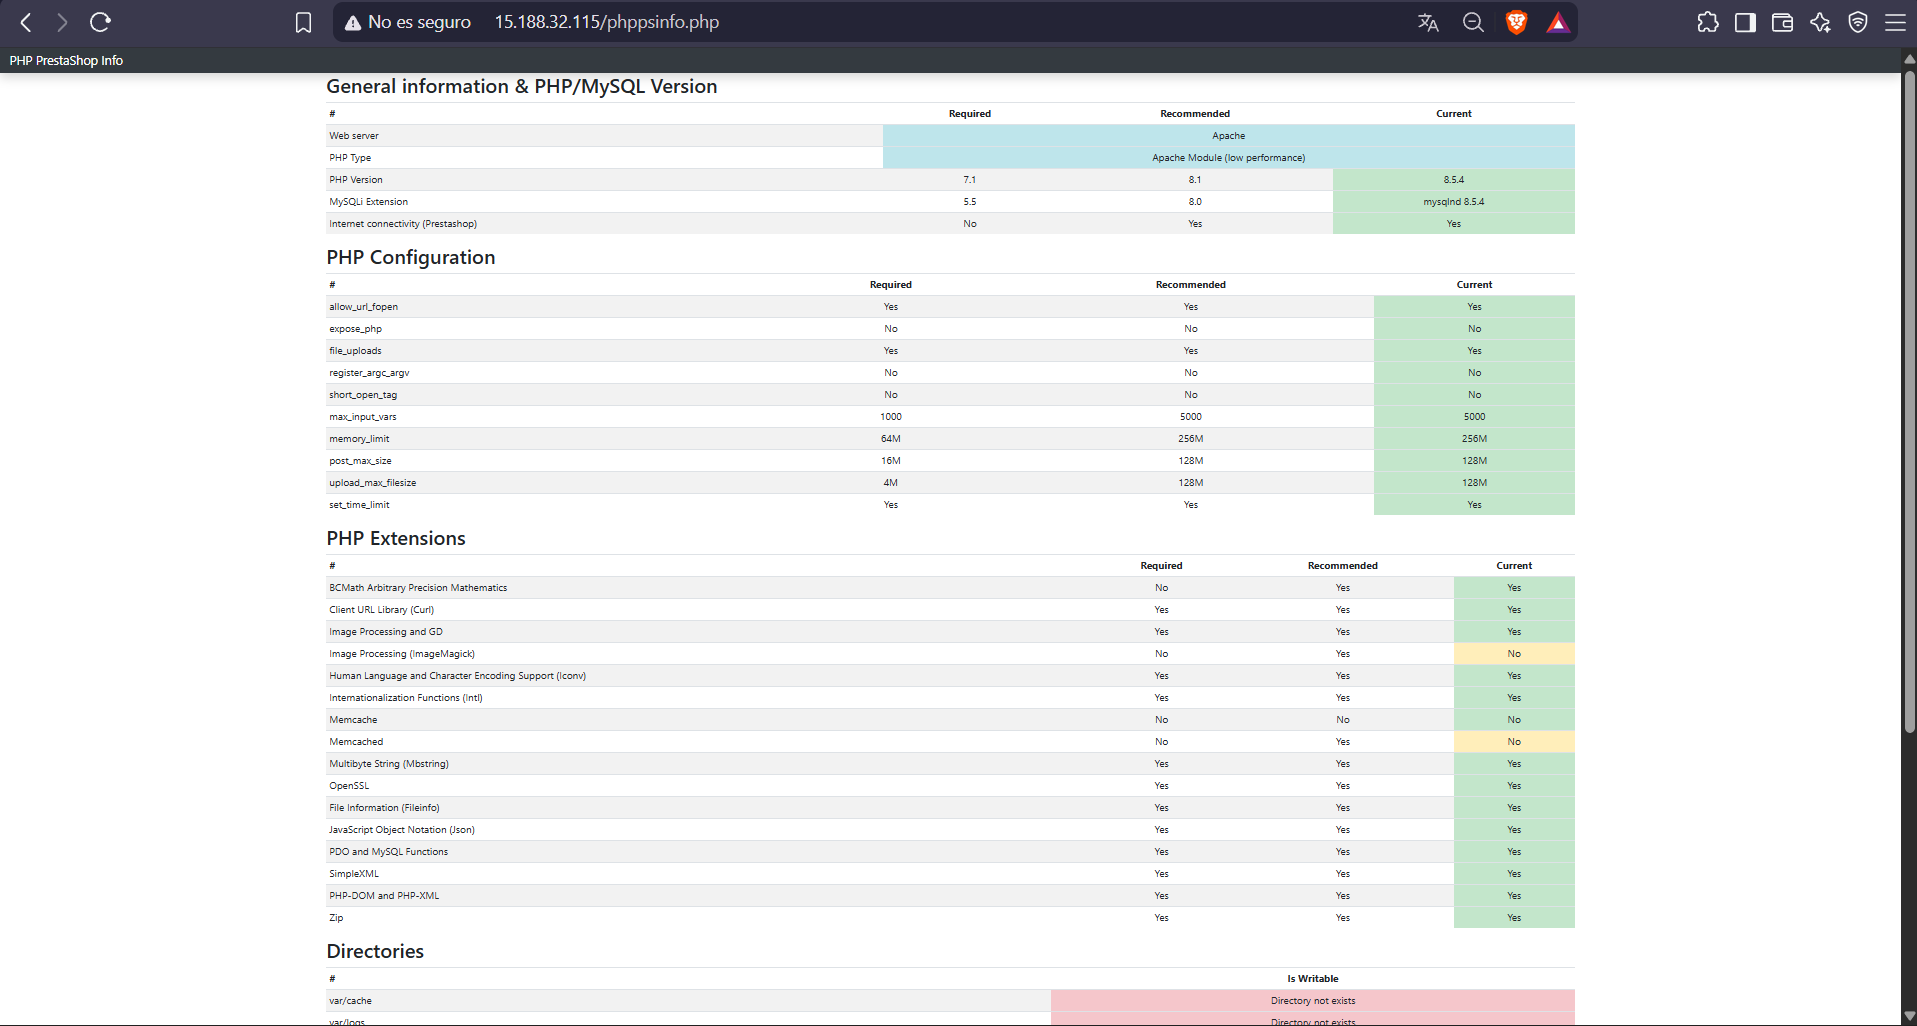 No es seguro 15.188.32.115/phppsinfo.php
PHP PrestaShop Info
General information & PHP/MySQL Version
# Required Recommended Current
Web server Apache
PHP Type Apache Module (low performance)
PHP Version 7.1 8.1 8.5.4
MySQLi Extension 5.5 8.0 mysqlnd 8.5.4
Internet connectivity (Prestashop) No Yes Yes
PHP Configuration
# Required Recommended Current
allow_url_fopen Yes Yes Yes
expose_php No No No
file_uploads Yes Yes Yes
register_argc_argv No No No
short_open_tag No No No
max_input_vars 1000 5000 5000
memory_limit 64M 256M 256M
post_max_size 16M 128M 128M
upload_max_filesize 4M 128M 128M
set_time_limit Yes Yes Yes
PHP Extensions
# Required Recommended Current
BCMath Arbitrary Precision Mathematics No Yes Yes
Client URL Library (Curl) Yes Yes Yes
Image Processing and GD Yes Yes Yes
Image Processing (ImageMagick) No Yes No
Human Language and Character Encoding Support (Iconv) Yes Yes Yes
Internationalization Functions (Intl) Yes Yes Yes
Memcache No No No
Memcached No Yes No
Multibyte String (Mbstring) Yes Yes Yes
OpenSSL Yes Yes Yes
File Information (Fileinfo) Yes Yes Yes
JavaScript Object Notation (Json) Yes Yes Yes
PDO and MySQL Functions Yes Yes Yes
SimpleXML Yes Yes Yes
PHP-DOM and PHP-XML Yes Yes Yes
Zip Yes Yes Yes
Directories
# Is Writable
var/cache Directory not exists
var/logs Directory not exists